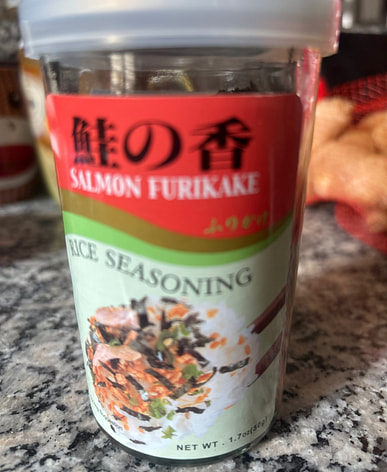 鮭の香
SALMON FURIKAKE
ふりかけ
RICE SEASONING
NET WT. 1.7oz(